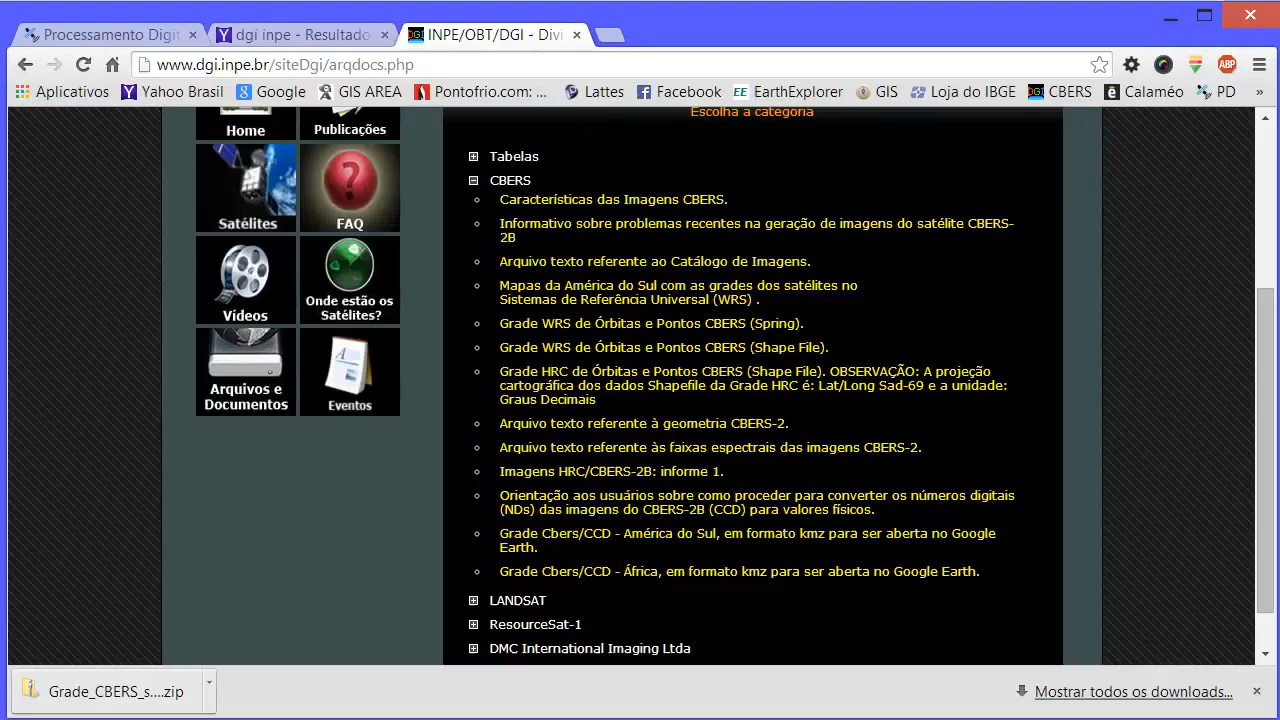 Processamento Digit
dgi inpe - Resultado
INPE/OBT/DGI - Divi
www.dgi.inpe.br/siteDgi/arqdocs.php
Aplicativos
Yahoo Brasil
Google
GIS AREA
Pontofrio.com: ...
Lattes
Facebook
EarthExplorer
GIS
Loja do IBGE
CBERS
Calaméo
PD
»
Escolha a categoria
Home
Publicações
Satélites
FAQ
Vídeos
Onde estão os
Satélites?
Arquivos e
Documentos
Eventos
Tabelas
CBERS
Características das Imagens CBERS.
Informativo sobre problemas recentes na geração de imagens do satélite CBERS-
2B
Arquivo texto referente ao Catálogo de Imagens.
Mapas da América do Sul com as grades dos satélites no
Sistemas de Referência Universal (WRS) .
Grade WRS de Órbitas e Pontos CBERS (Spring).
Grade WRS de Órbitas e Pontos CBERS (Shape File).
Grade HRC de Órbitas e Pontos CBERS (Shape File). OBSERVAÇÃO: A projeção
cartográfica dos dados Shapefile da Grade HRC é: Lat/Long Sad-69 e a unidade:
Graus Decimais
Arquivo texto referente à geometria CBERS-2.
Arquivo texto referente às faixas espectrais das imagens CBERS-2.
Imagens HRC/CBERS-2B: informe 1.
Orientação aos usuários sobre como proceder para converter os números digitais
(NDs) das imagens do CBERS-2B (CCD) para valores físicos.
Grade Cbers/CCD - América do Sul, em formato kmz para ser aberta no Google
Earth.
Grade Cbers/CCD - África, em formato kmz para ser aberta no Google Earth.
LANDSAT
ResourceSat-1
DMC International Imaging Ltda
Grade_CBERS_s....zip
Mostrar todos os downloads...